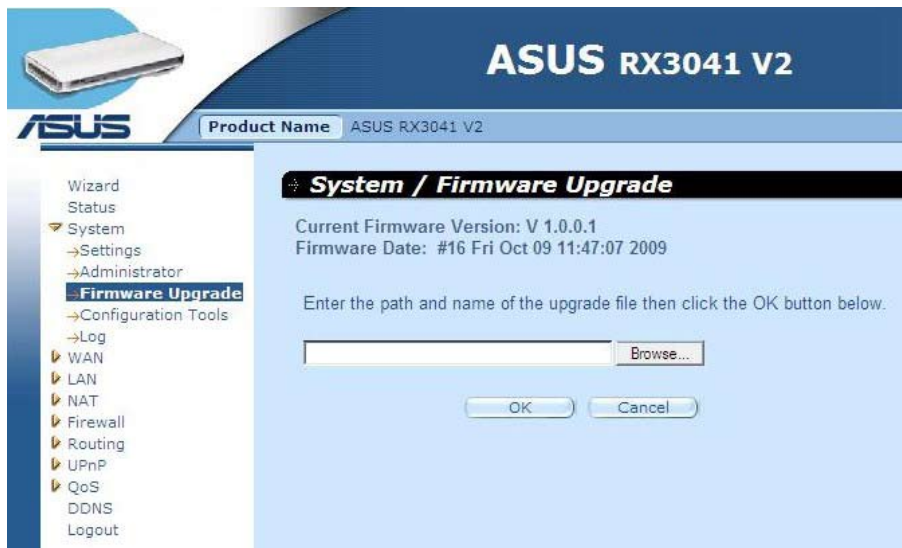 ASUS RX3041 V2
ASUS
Product Name ASUS RX3041 V2
Wizard
Status
System
→Settings
→Administrator
→Firmware Upgrade
→Configuration Tools
→Log
WAN
LAN
NAT
Firewall
Routing
UPnP
QoS
DDNS
Logout
System / Firmware Upgrade
Current Firmware Version: V 1.0.0.1
Firmware Date: #16 Fri Oct 09 11:47:07 2009
Enter the path and name of the upgrade file then click the OK button below.
Browse...
OK Cancel